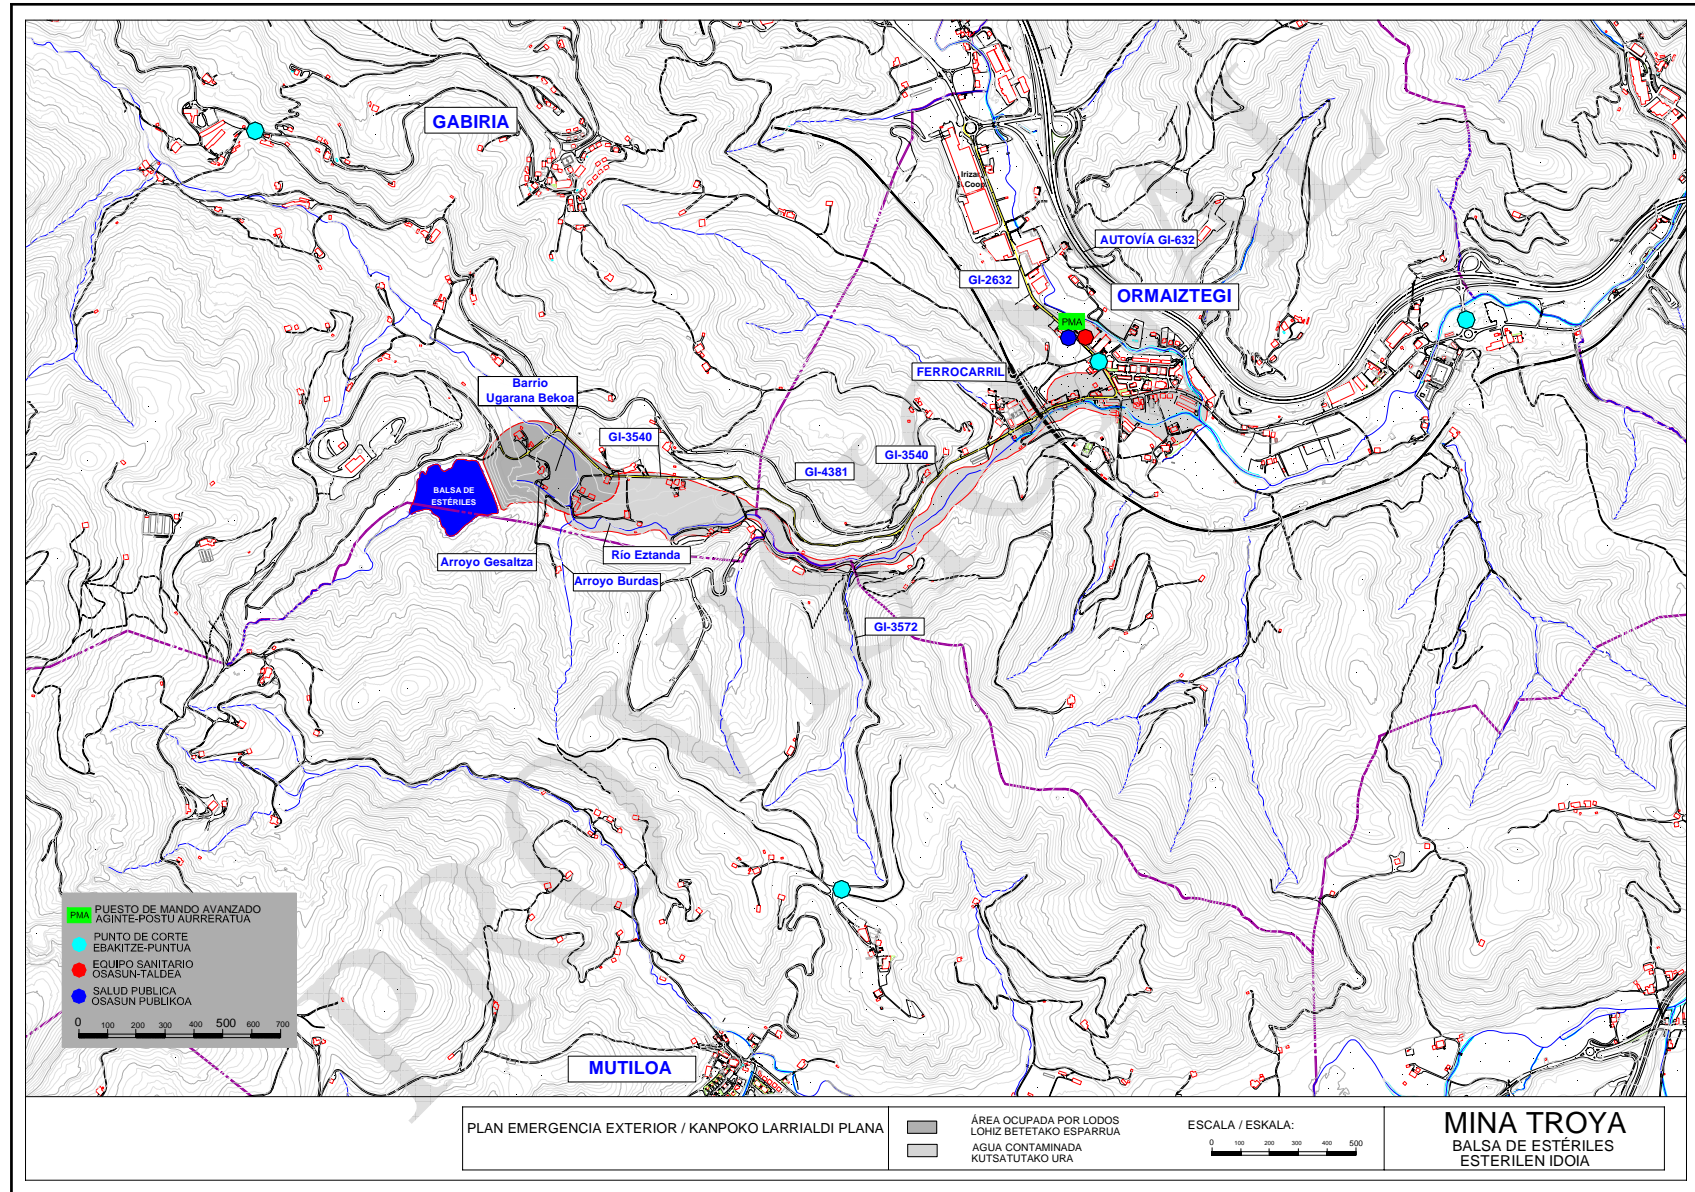 GABIRIA
Irizar
S. Coop
AUTOVÍA GI-632
GI-2632
ORMAIZTEGI
PMA
FERROCARRIL
Barrio
Ugarana Bekoa
GI-3540
GI-3540
GI-4381
BALSA DE
ESTÉRILES
Río Eztanda
Arroyo Gesaltza
Arroyo Burdas
GI-3572
MUTILOA
PROVISIONAL
PMA PUESTO DE MANDO AVANZADO
AGINTE-POSTU AURRERATUA
PUNTO DE CORTE
EBAKITZE-PUNTUA
EQUIPO SANITARIO
OSASUN-TALDEA
SALUD PUBLICA
OSASUN PUBLIKOA
0 100 200 300 400 500 600 700
PLAN EMERGENCIA EXTERIOR / KANPOKO LARRIALDI PLANA
ÁREA OCUPADA POR LODOS
LOHIZ BETETAKO ESPARRUA
AGUA CONTAMINADA
KUTSATUTAKO URA
ESCALA / ESKALA:
0 100 200 300 400 500
MINA TROYA
BALSA DE ESTÉRILES
ESTERILEN IDOIA